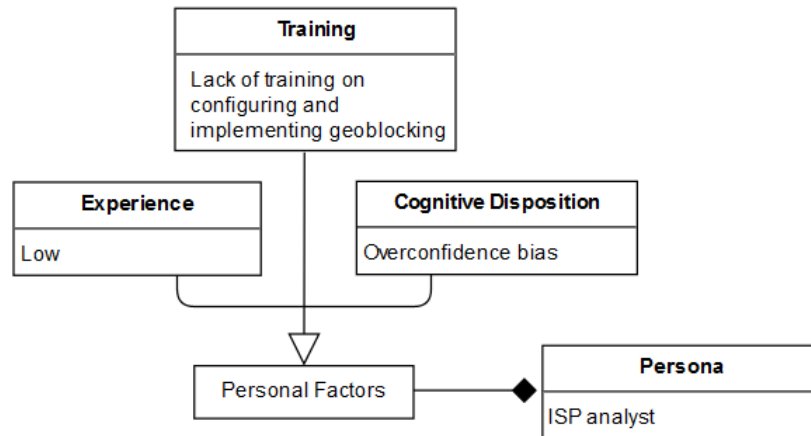 Training
Lack of training on
configuring and
implementing geoblocking
Experience
Low
Cognitive Disposition
Overconfidence bias
Personal Factors
Persona
ISP analyst